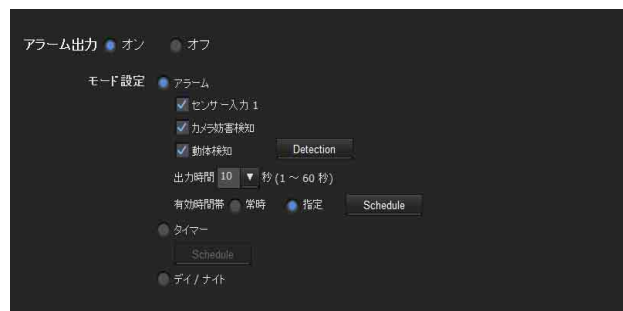 アラーム出力 オン オフ
モード設定 アラーム
センサー入力 1
カメラ妨害検知
動体検知 Detection
出力時間 10 秒 (1 ～ 60 秒)
有効時間帯 常時 指定 Schedule
タイマー
Schedule
デイ / ナイト